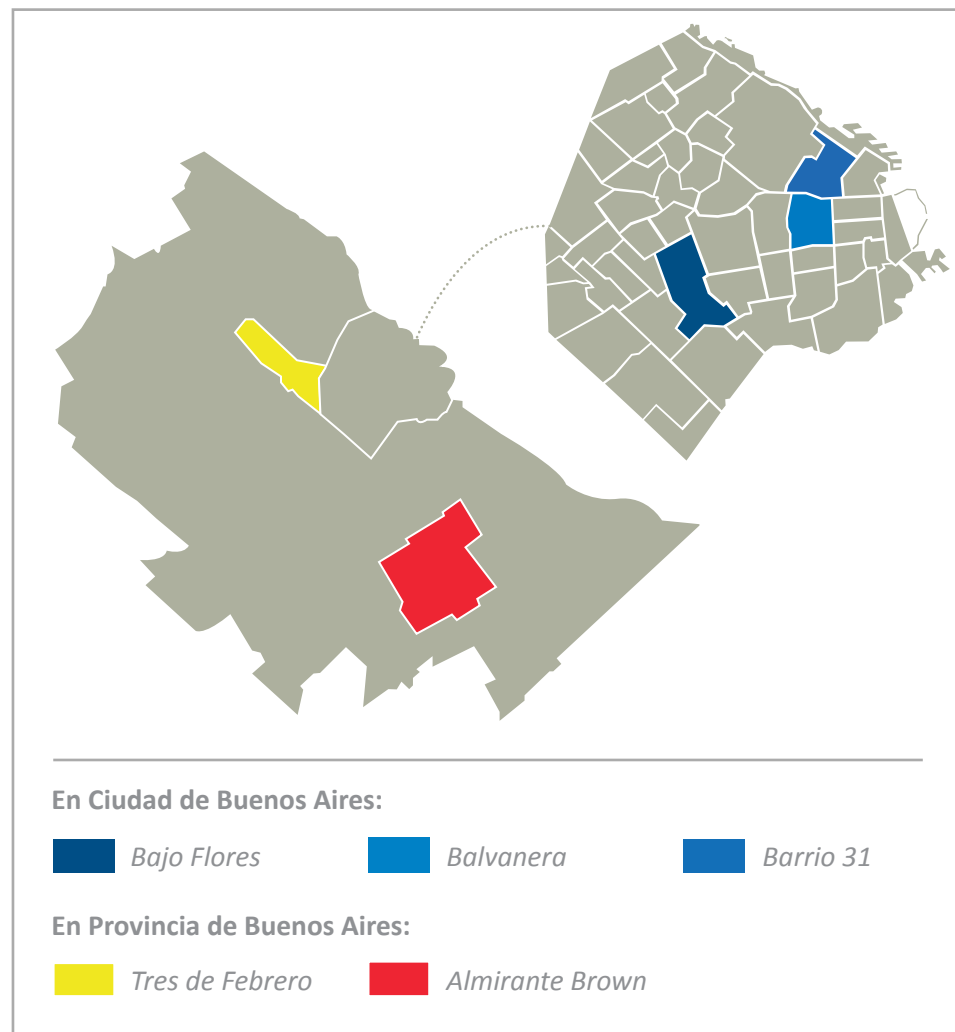 En Ciudad de Buenos Aires:
Bajo Flores Balvanera Barrio 31
En Provincia de Buenos Aires:
Tres de Febrero Almirante Brown